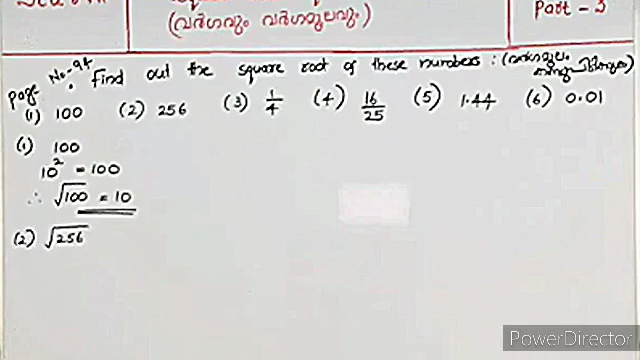 (വർഗവും വർഗമൂലവും)
Part - 3
Page No-94. Find out the square root of these numbers : (വർഗമൂലം
(1) 100 (2) 256 (3) 1/4 (4) 16/25 (5) 1.44 (6) 0.01
(1) 100
10² = 100
∴ √100 = 10
(2) √256
PowerDirector